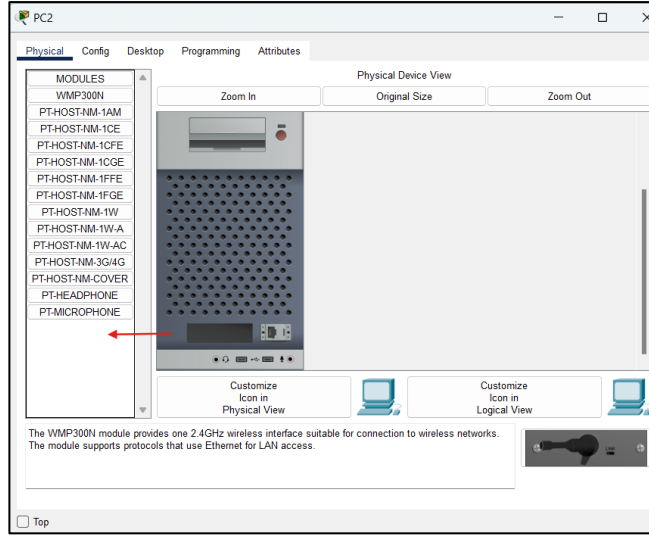 PC2
Physical Config Desktop Programming Attributes
MODULES
WMP300N
PT-HOST-NM-1AM
PT-HOST-NM-1CE
PT-HOST-NM-1CFE
PT-HOST-NM-1CGE
PT-HOST-NM-1FFE
PT-HOST-NM-1FGE
PT-HOST-NM-1W
PT-HOST-NM-1W-A
PT-HOST-NM-1W-AC
PT-HOST-NM-3G/4G
PT-HOST-NM-COVER
PT-HEADPHONE
PT-MICROPHONE
Physical Device View
Zoom In Original Size Zoom Out
Customize
Icon in
Physical View
Customize
Icon in
Logical View
The WMP300N module provides one 2.4GHz wireless interface suitable for connection to wireless networks.
The module supports protocols that use Ethernet for LAN access.
Top